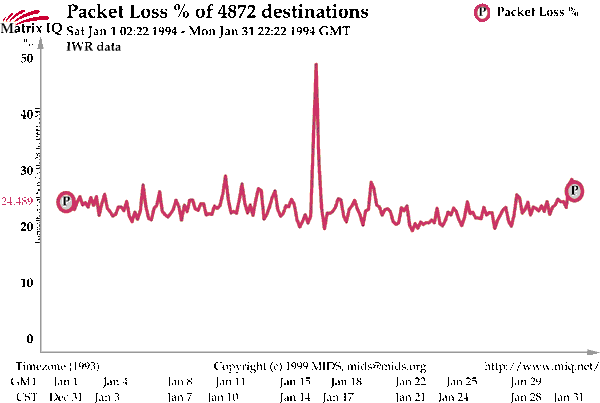 Packet Loss % of 4872 destinations
P Packet Loss %
Matrix IQ
Sat Jan 1 02:22 1994 - Mon Jan 31 22:22 1994 GMT
IWR data
50
40
30
P
P
24.489
20
10
0
Timezone (1993) Copyright (c) 1999 MIDS, mids@mids.org http://www.miq.net/
GMT Jan 1 Jan 4 Jan 8 Jan 11 Jan 15 Jan 18 Jan 22 Jan 25 Jan 29
CST Dec 31 Jan 3 Jan 7 Jan 10 Jan 14 Jan 17 Jan 21 Jan 24 Jan 28 Jan 31